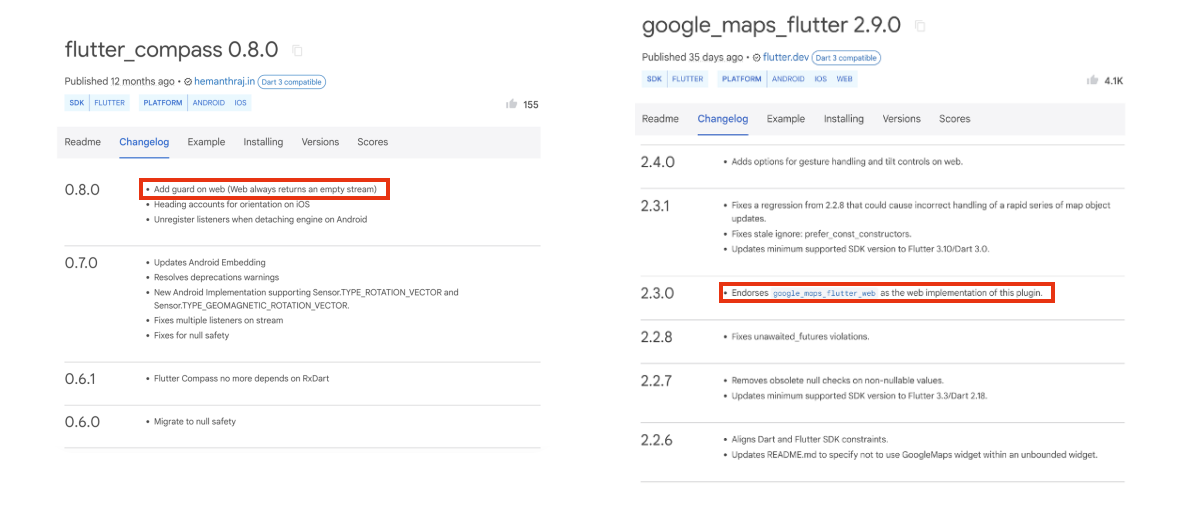 flutter_compass 0.8.0
Published 12 months ago • hemanthraj.in Dart 3 compatible
SDK FLUTTER PLATFORM ANDROID IOS
155
Readme Changelog Example Installing Versions Scores
0.8.0
• Add guard on web (Web always returns an empty stream)
• Heading accounts for orientation on iOS
• Unregister listeners when detaching engine on Android
0.7.0
• Updates Android Embedding
• Resolves deprecations warnings
• New Android Implementation supporting Sensor.TYPE_ROTATION_VECTOR and
Sensor.TYPE_GEOMAGNETIC_ROTATION_VECTOR.
• Fixes multiple listeners on stream
• Fixes for null safety
0.6.1
• Flutter Compass no more depends on RxDart
0.6.0
• Migrate to null safety
google_maps_flutter 2.9.0
Published 35 days ago • flutter.dev Dart 3 compatible
SDK FLUTTER PLATFORM ANDROID IOS WEB
4.1K
Readme Changelog Example Installing Versions Scores
2.4.0
• Adds options for gesture handling and tilt controls on web.
2.3.1
• Fixes a regression from 2.2.8 that could cause incorrect handling of a rapid series of map object
updates.
• Fixes stale ignore: prefer_const_constructors.
• Updates minimum supported SDK version to Flutter 3.10/Dart 3.0.
2.3.0
• Endorses google_maps_flutter_web as the web implementation of this plugin.
2.2.8
• Fixes unawaited_futures violations.
2.2.7
• Removes obsolete null checks on non-nullable values.
• Updates minimum supported SDK version to Flutter 3.3/Dart 2.18.
2.2.6
• Aligns Dart and Flutter SDK constraints.
• Updates README.md to specify not to use GoogleMaps widget within an unbounded widget.